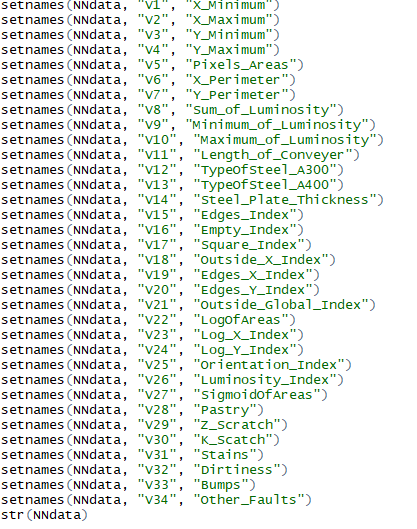 setnames(NNdata, "V1", "X_Minimum")
setnames(NNdata, "V2", "X_Maximum")
setnames(NNdata, "V3", "Y_Minimum")
setnames(NNdata, "V4", "Y_Maximum")
setnames(NNdata, "V5", "Pixels_Areas")
setnames(NNdata, "V6", "X_Perimeter")
setnames(NNdata, "V7", "Y_Perimeter")
setnames(NNdata, "V8", "Sum_of_Luminosity")
setnames(NNdata, "V9", "Minimum_of_Luminosity")
setnames(NNdata, "V10", "Maximum_of_Luminosity")
setnames(NNdata, "V11", "Length_of_Conveyer")
setnames(NNdata, "V12", "TypeOfSteel_A300")
setnames(NNdata, "V13", "TypeOfSteel_A400")
setnames(NNdata, "V14", "Steel_Plate_Thickness")
setnames(NNdata, "V15", "Edges_Index")
setnames(NNdata, "V16", "Empty_Index")
setnames(NNdata, "V17", "Square_Index")
setnames(NNdata, "V18", "Outside_X_Index")
setnames(NNdata, "V19", "Edges_X_Index")
setnames(NNdata, "V20", "Edges_Y_Index")
setnames(NNdata, "V21", "Outside_Global_Index")
setnames(NNdata, "V22", "LogOfAreas")
setnames(NNdata, "V23", "Log_X_Index")
setnames(NNdata, "V24", "Log_Y_Index")
setnames(NNdata, "V25", "Orientation_Index")
setnames(NNdata, "V26", "Luminosity_Index")
setnames(NNdata, "V27", "SigmoidOfAreas")
setnames(NNdata, "V28", "Pastry")
setnames(NNdata, "V29", "Z_Scratch")
setnames(NNdata, "V30", "K_Scatch")
setnames(NNdata, "V31", "Stains")
setnames(NNdata, "V32", "Dirtiness")
setnames(NNdata, "V33", "Bumps")
setnames(NNdata, "V34", "Other_Faults")
str(NNdata)